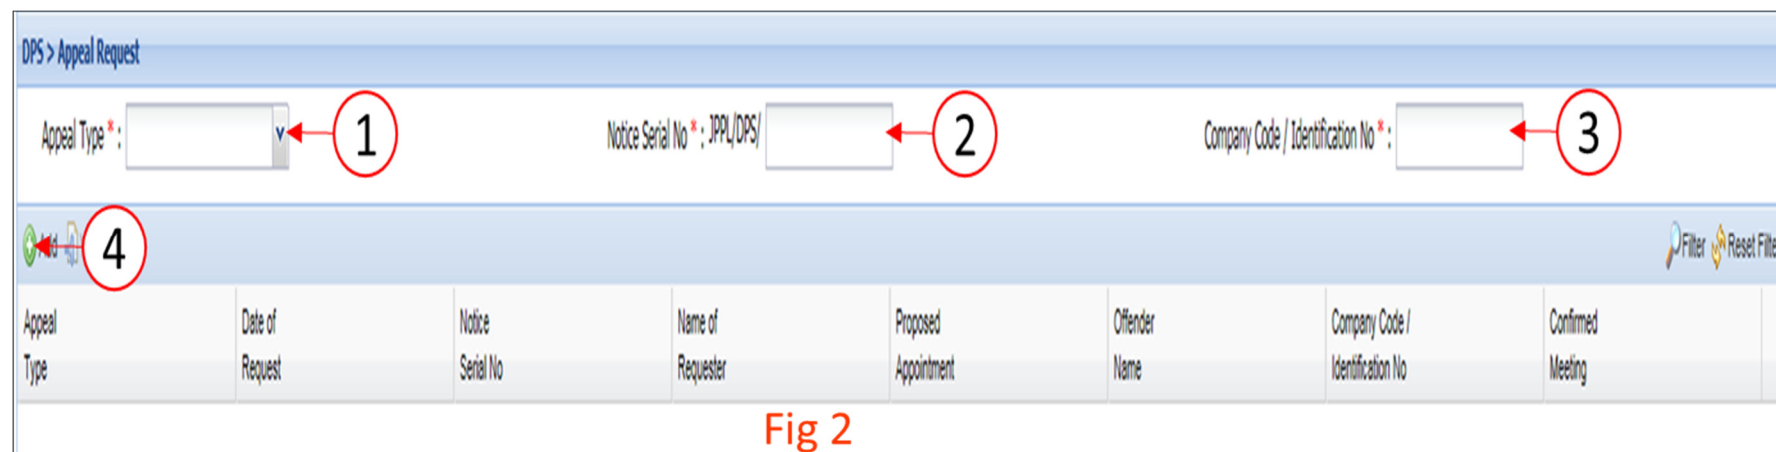 DPS > Appeal Request
Appeal Type * : 1 Notice Serial No * : JPPL/DPS/ 2 Company Code / Identification No * : 3
Add 4 Filter Reset
Appeal Date of Notice Name of Proposed Offender Company Code / Confirmed
Type Request Serial No Requester Appointment Name Identification No Meeting
Fig 2